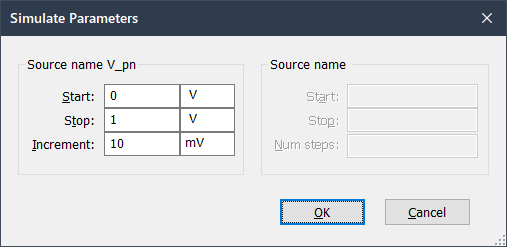 Simulate Parameters
Source name V_pn
Start: 0 V
Stop: 1 V
Increment: 10 mV
Source name
Start:
Stop:
Num steps:
OK Cancel